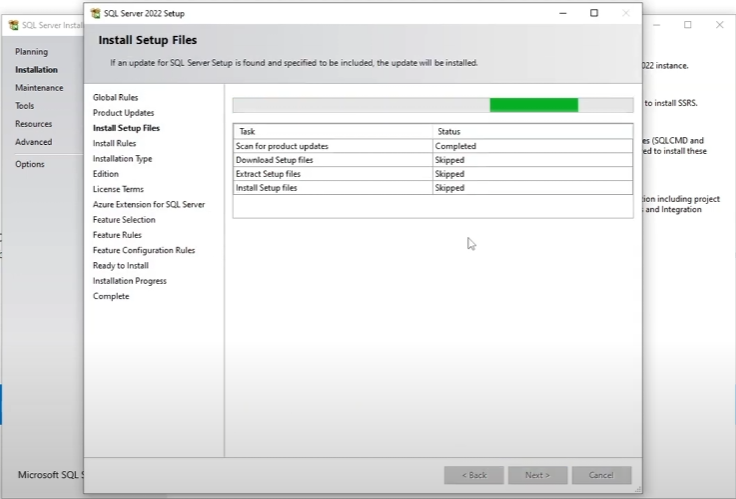 SQL Server 2022 Setup
Install Setup Files
If an update for SQL Server Setup is found and specified to be included, the update will be installed.
Global Rules
Product Updates
Install Setup Files
Install Rules
Installation Type
Edition
License Terms
Azure Extension for SQL Server
Feature Selection
Feature Rules
Feature Configuration Rules
Ready to Install
Installation Progress
Complete
Task Status
Scan for product updates Completed
Download Setup files Skipped
Extract Setup files Skipped
Install Setup files Skipped
< Back Next > Cancel
SQL Server Instal
Planning
Installation
Maintenance
Tools
Resources
Advanced
Options
Microsoft SQL S
022 instance.
to install SSRS.
es (SQLCMD and
ed to install these
tion including project
and Integration